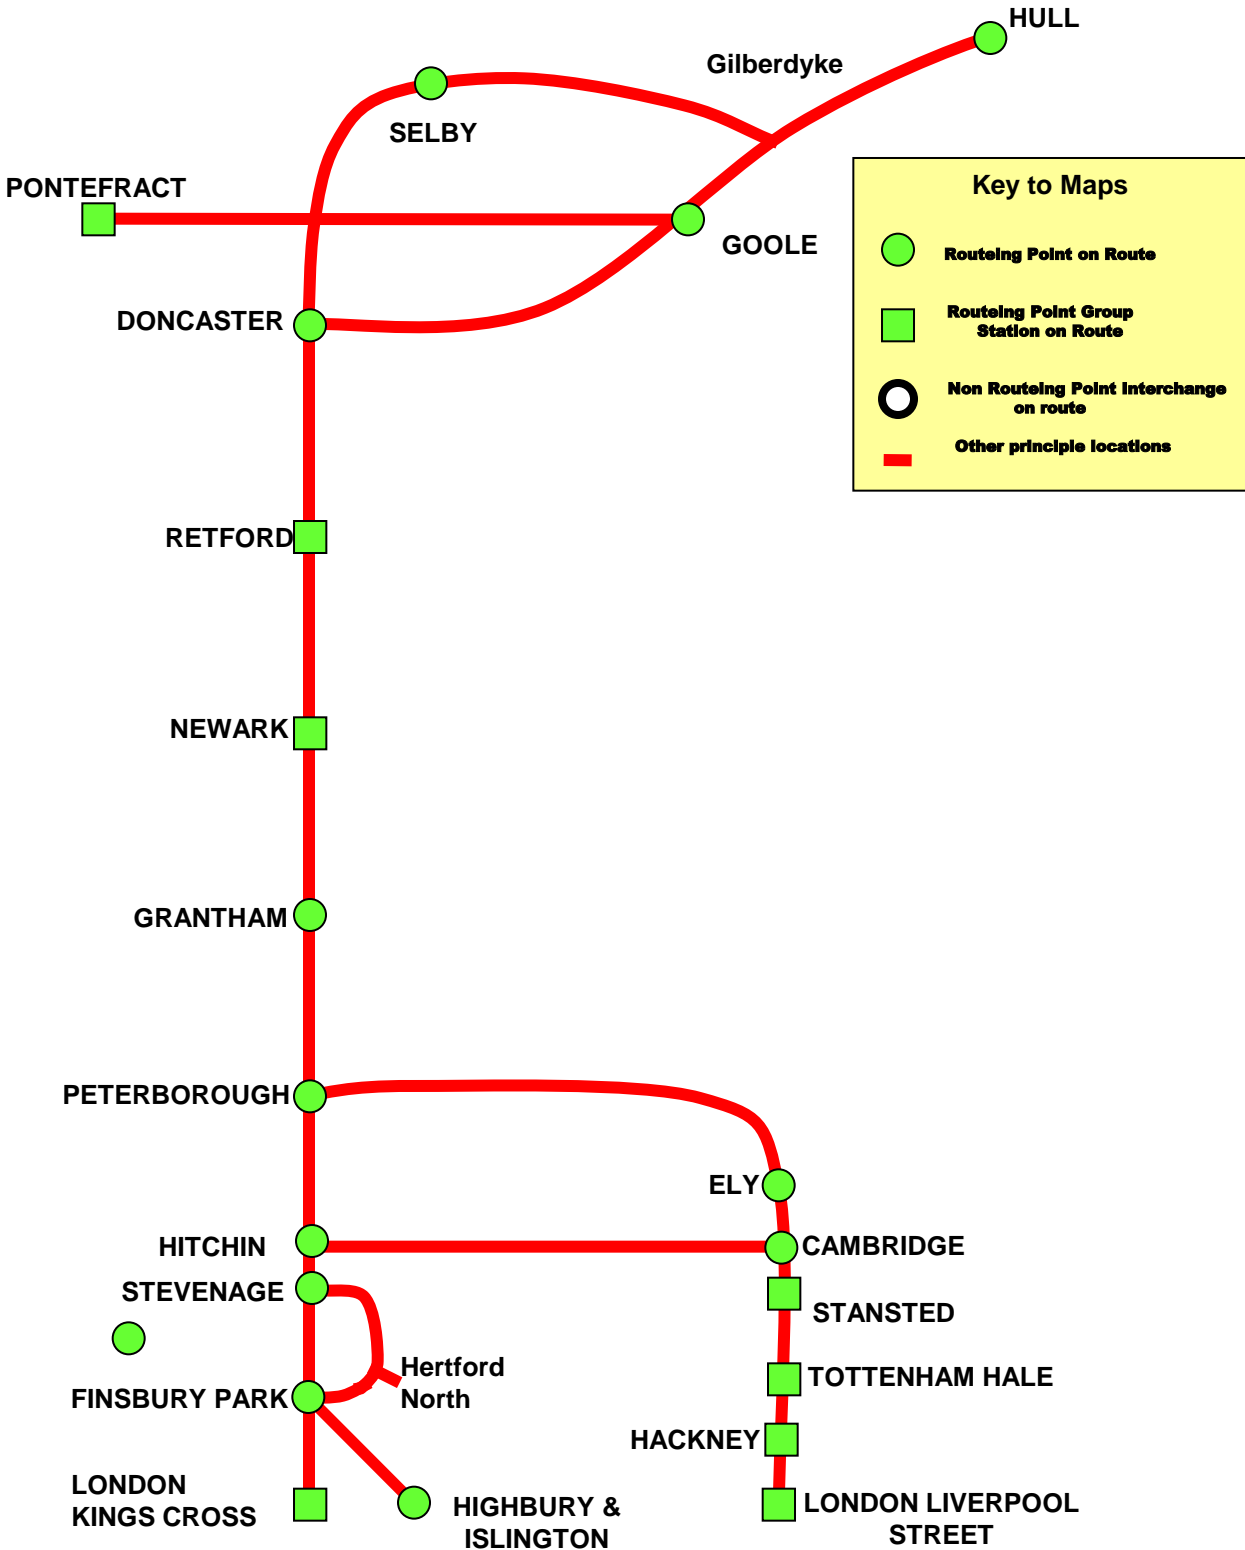 HULL
Gilberdyke
SELBY
PONTEFRACT
GOOLE
DONCASTER
Key to Maps
Routeing Point on Route
Routeing Point Group
Station on Route
Non Routeing Point Interchange
on route
Other principle locations
RETFORD
NEWARK
GRANTHAM
PETERBOROUGH
ELY
HITCHIN
CAMBRIDGE
STEVENAGE
STANSTED
Hertford
North
TOTTENHAM HALE
FINSBURY PARK
HACKNEY
LONDON
KINGS CROSS
HIGHBURY &
ISLINGTON
LONDON LIVERPOOL
STREET